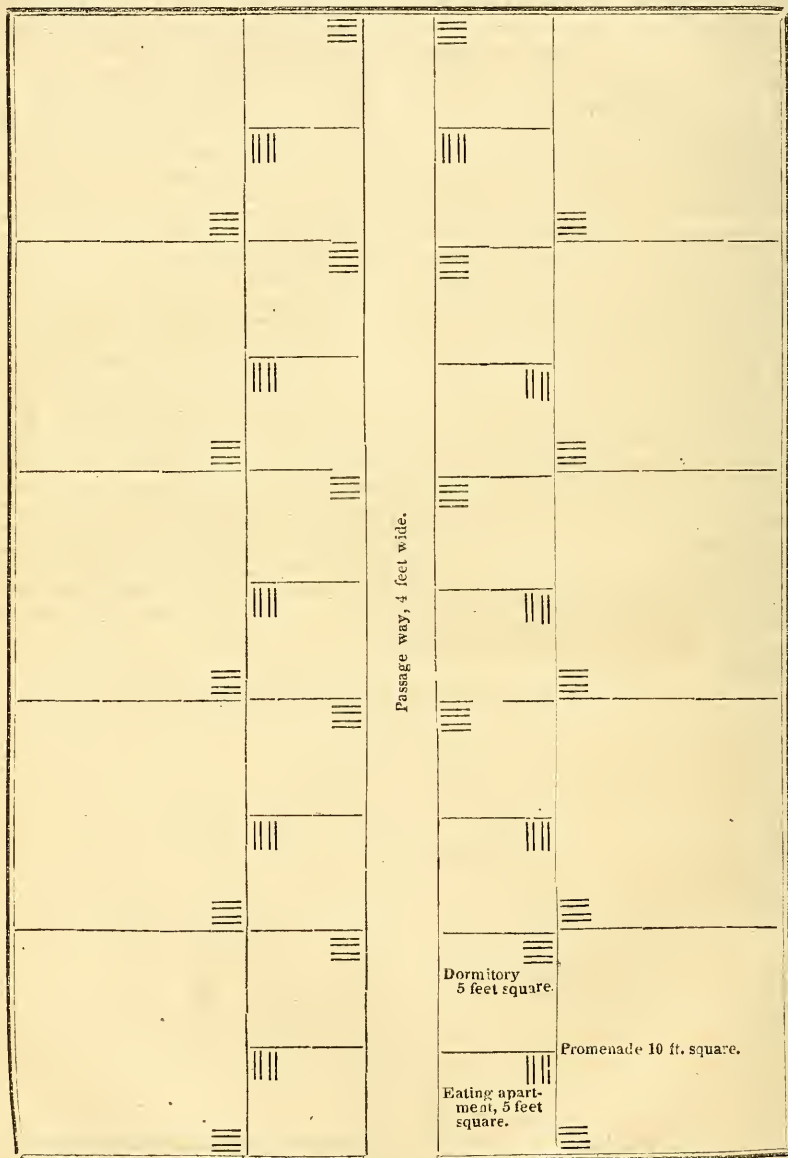 Passage way, 4 feet wide.
Dormitory
5 feet square.
Promenade 10 ft. square.
Eating apart-
ment, 5 feet
square.